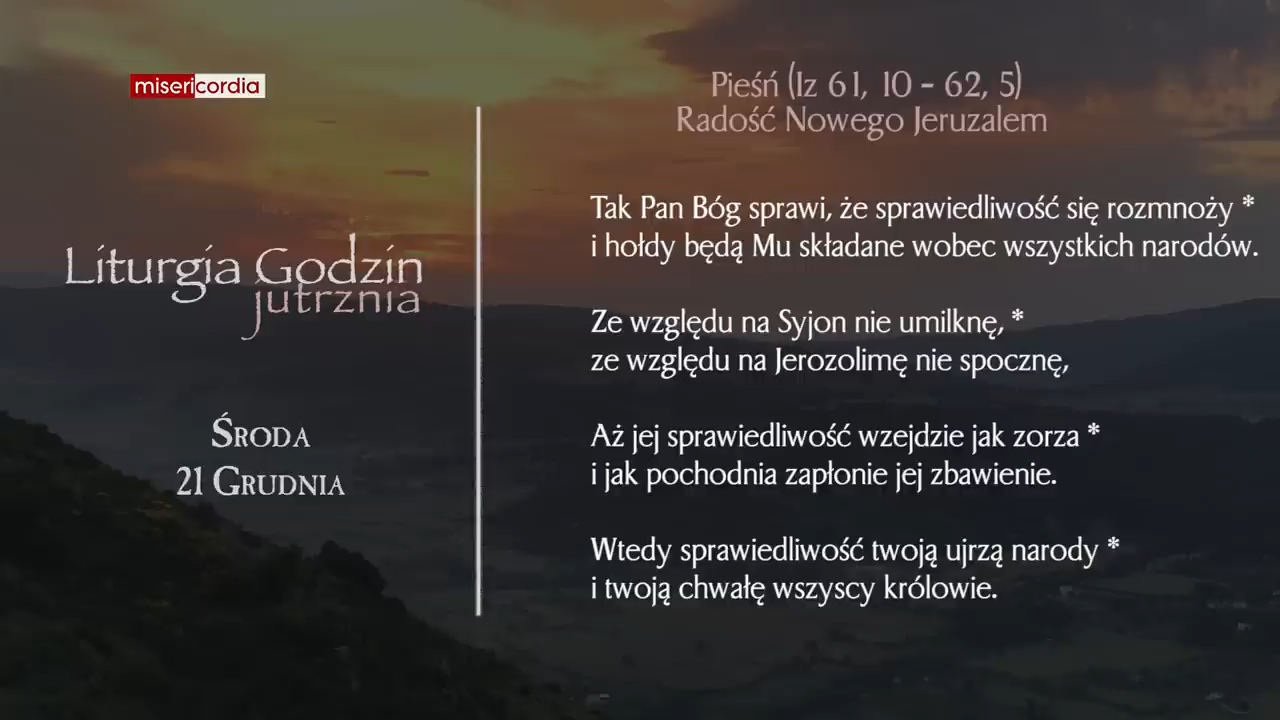 misericordia
Liturgia Godzin
jutrznia
Środa
21 Grudnia
Pieśń (Iz 61, 10 - 62, 5)
Radość Nowego Jeruzalem
Tak Pan Bóg sprawi, że sprawiedliwość się rozmnoży *
i hołdy będą Mu składane wobec wszystkich narodów.
Ze względu na Syjon nie umilknę, *
ze względu na Jerozolimę nie spocznę,
Aż jej sprawiedliwość wzejdzie jak zorza *
i jak pochodnia zapłonie jej zbawienie.
Wtedy sprawiedliwość twoją ujrzą narody *
i twoją chwałę wszyscy królowie.